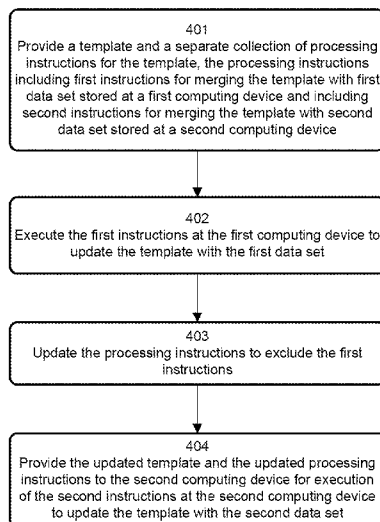 401
Provide a template and a separate collection of processing
instructions for the template, the processing instructions
including first instructions for merging the template with first
data set stored at a first computing device and including
second instructions for merging the template with second
data set stored at a second computing device
402
Execute the first instructions at the first computing device to
update the template with the first data set
403
Update the processing instructions to exclude the first
instructions
404
Provide the updated template and the updated processing
instructions to the second computing device for execution
of the second instructions at the second computing device
to update the template with the second data set